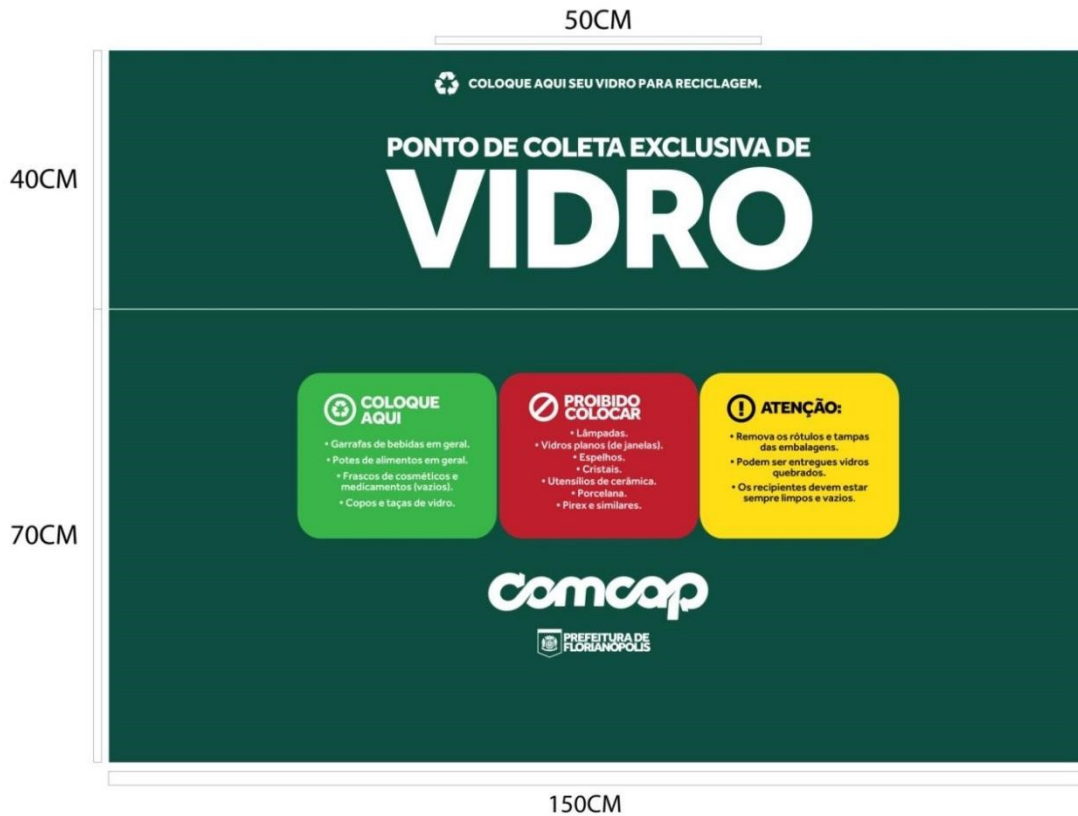 50CM
COLOQUE AQUI SEU VIDRO PARA RECICLAGEM.
PONTO DE COLETA EXCLUSIVA DE
VIDRO
40CM
COLOQUE
AQUI
• Garrafas de bebidas em geral.
• Potes de alimentos em geral.
• Frascos de cosméticos e
medicamentos (vazios).
• Copos e taças de vidro.
PROIBIDO
COLOCAR
• Lâmpadas.
• Vidros planos (de janelas).
• Espelhos.
• Cristais.
• Utensílios de cerâmica.
• Porcelana.
• Pirex e similares.
ATENÇÃO:
• Remova os rótulos e tampas
das embalagens.
• Podem ser entregues vidros
quebrados.
• Os recipientes devem estar
sempre limpos e vazios.
70CM
comcap
PREFEITURA DE
FLORIANÓPOLIS
150CM